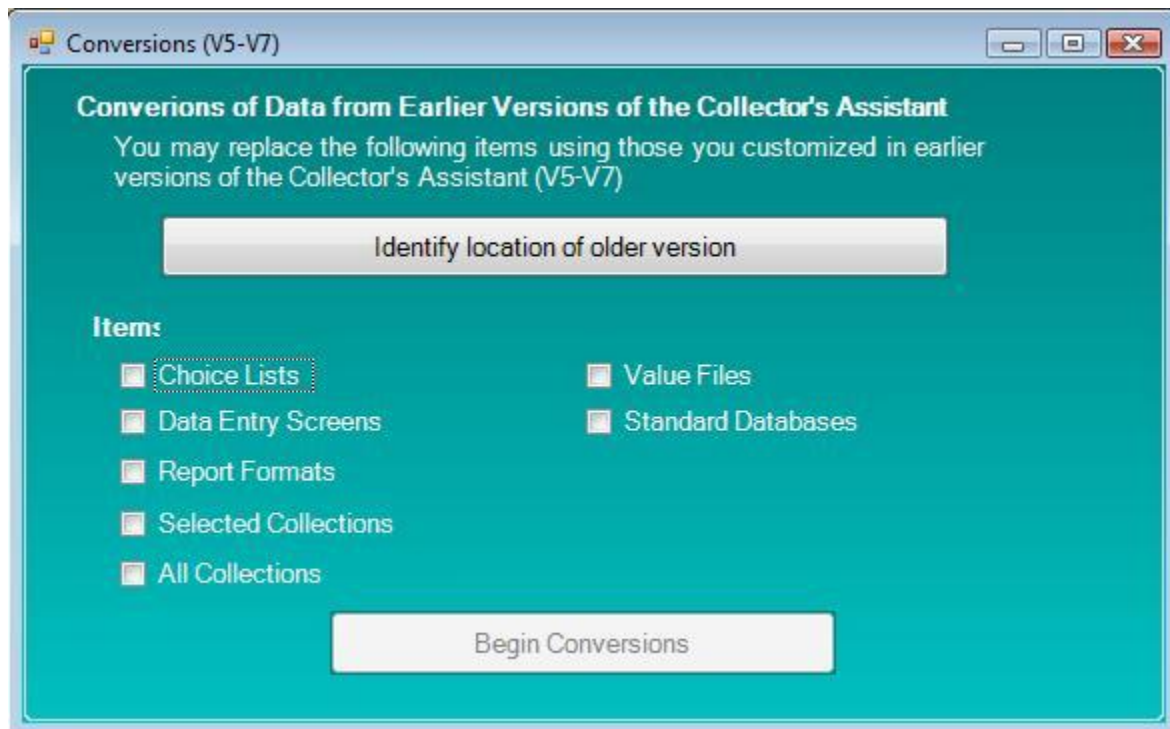 Conversions (V5-V7)
Converions of Data from Earlier Versions of the Collector's Assistant
You may replace the following items using those you customized in earlier
versions of the Collector's Assistant (V5-V7)
Identify location of older version
Items
Choice Lists
Value Files
Data Entry Screens
Standard Databases
Report Formats
Selected Collections
All Collections
Begin Conversions